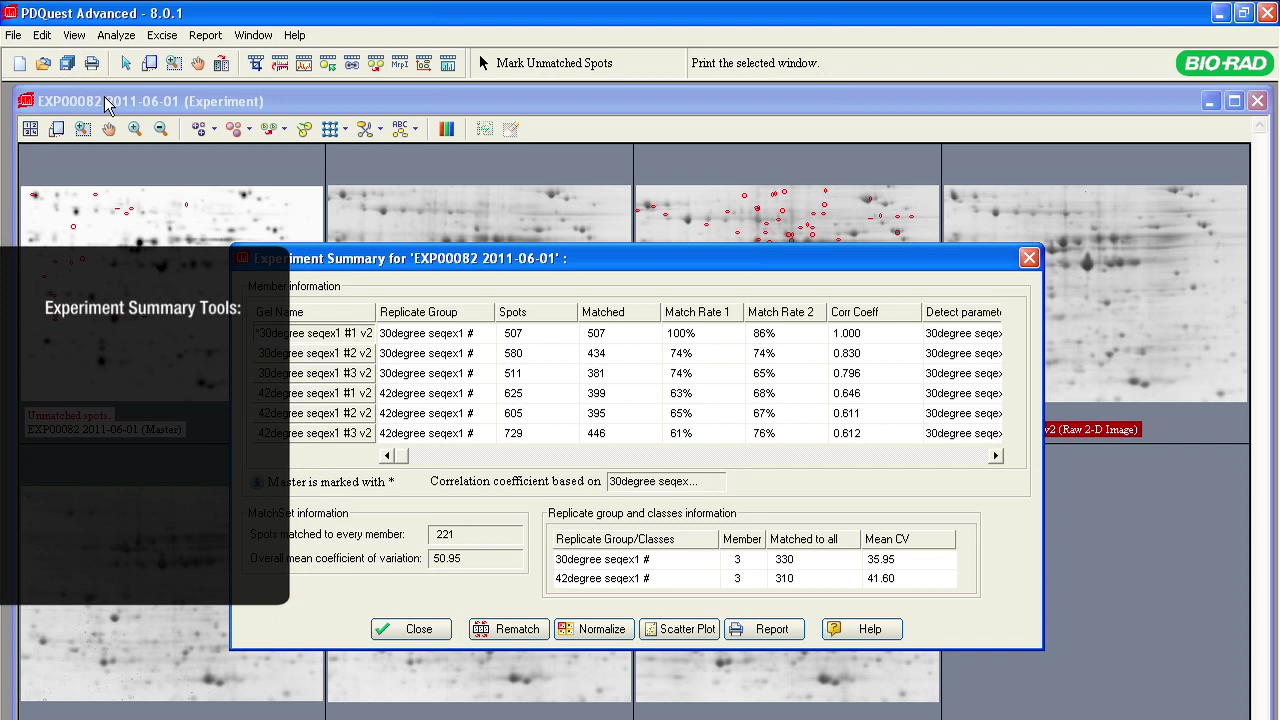 PDQuest Advanced - 8.0.1
File Edit View Analyze Excise Report Window Help
Mark Unmatched Spots Print the selected window. BIO-RAD
EXP00082 2011-06-01 (Experiment)
ABC
Experiment Summary for 'EXP00082 2011-06-01' :
Member information
Experiment Summary Tools:
Gel Name Replicate Group Spots Matched Match Rate 1 Match Rate 2 Corr Coeff Detect paramete
*30degree seqex1 #1 v2 30degree seqex1 # 507 507 100% 86% 1.000 30degree seqex
30degree seqex1 #2 v2 30degree seqex1 # 580 434 74% 74% 0.830 30degree seqex
30degree seqex1 #3 v2 30degree seqex1 # 511 381 74% 65% 0.796 30degree seqex
42degree seqex1 #1 v2 42degree seqex1 # 625 399 63% 68% 0.646 30degree seqex
42degree seqex1 #2 v2 42degree seqex1 # 605 395 65% 67% 0.611 30degree seqex
42degree seqex1 #3 v2 42degree seqex1 # 729 446 61% 76% 0.612 30degree seqex
Unmatched spots.
EXP00082 2011-06-01 (Master)
v2 (Raw 2-D Image)
Master is marked with * Correlation coefficient based on 30degree seqex...
MatchSet information
Spots matched to every member: 221
Overall mean coefficient of variation: 50.95
Replicate group and classes information
Replicate Group/Classes Member Matched to all Mean CV
30degree seqex1 # 3 330 35.95
42degree seqex1 # 3 310 41.60
Close Rematch Normalize Scatter Plot Report Help